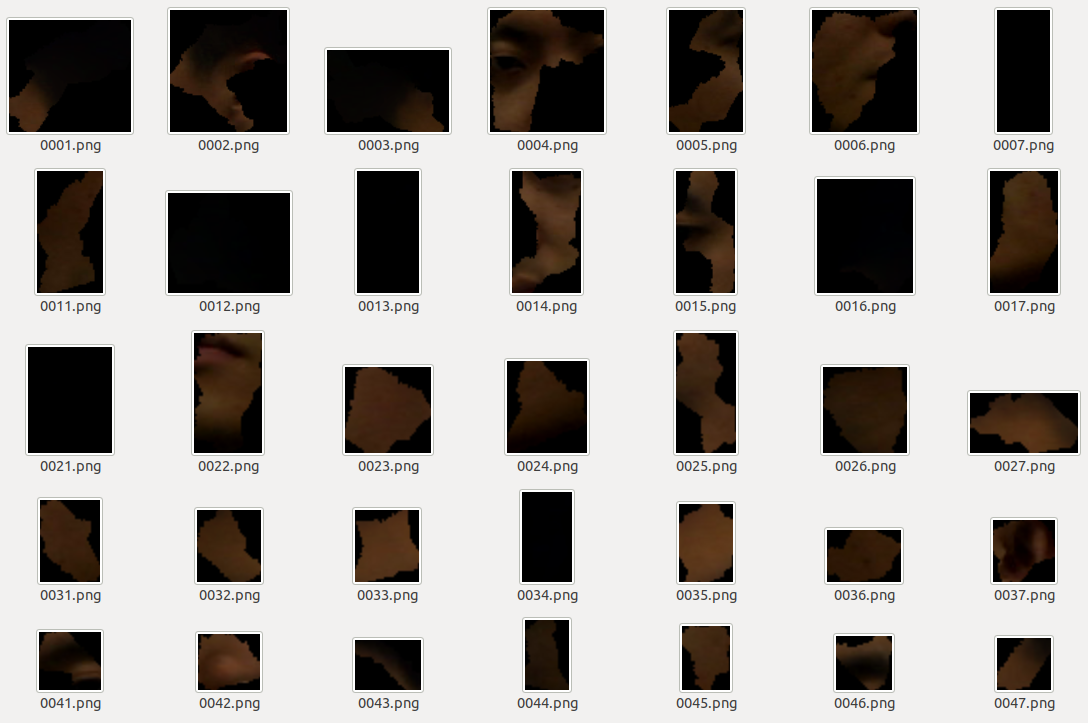 0001.png 0002.png 0003.png 0004.png 0005.png 0006.png 0007.png
0011.png 0012.png 0013.png 0014.png 0015.png 0016.png 0017.png
0021.png 0022.png 0023.png 0024.png 0025.png 0026.png 0027.png
0031.png 0032.png 0033.png 0034.png 0035.png 0036.png 0037.png
0041.png 0042.png 0043.png 0044.png 0045.png 0046.png 0047.png